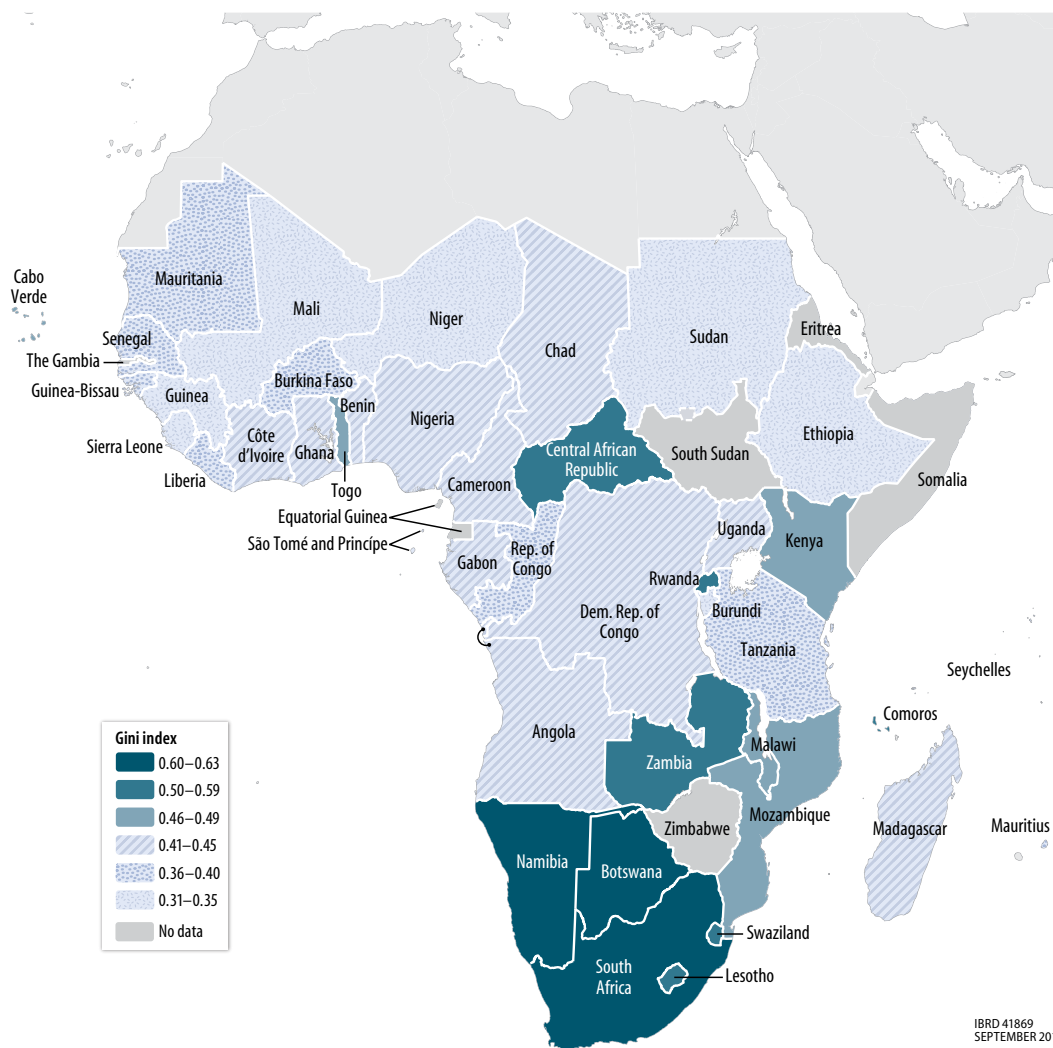 Cabo
Verde
Mauritania
Mali
Niger
Chad
Sudan
Eritrea
Senegal
The Gambia
Guinea-Bissau
Guinea
Sierra Leone
Liberia
Côte
d'Ivoire
Burkina Faso
Ghana
Benin
Togo
Nigeria
Cameroon
Central African
Republic
South Sudan
Ethiopia
Somalia
Equatorial Guinea
São Tomé and Princípe
Gabon
Rep. of
Congo
Dem. Rep. of
Congo
Uganda
Kenya
Rwanda
Burundi
Tanzania
Seychelles
Comoros
Angola
Zambia
Malawi
Mozambique
Zimbabwe
Madagascar
Mauritius
Namibia
Botswana
Swaziland
South
Africa
Lesotho
Gini index
0.60–0.63
0.50–0.59
0.46–0.49
0.41–0.45
0.36–0.40
0.31–0.35
No data
IBRD 41869
SEPTEMBER